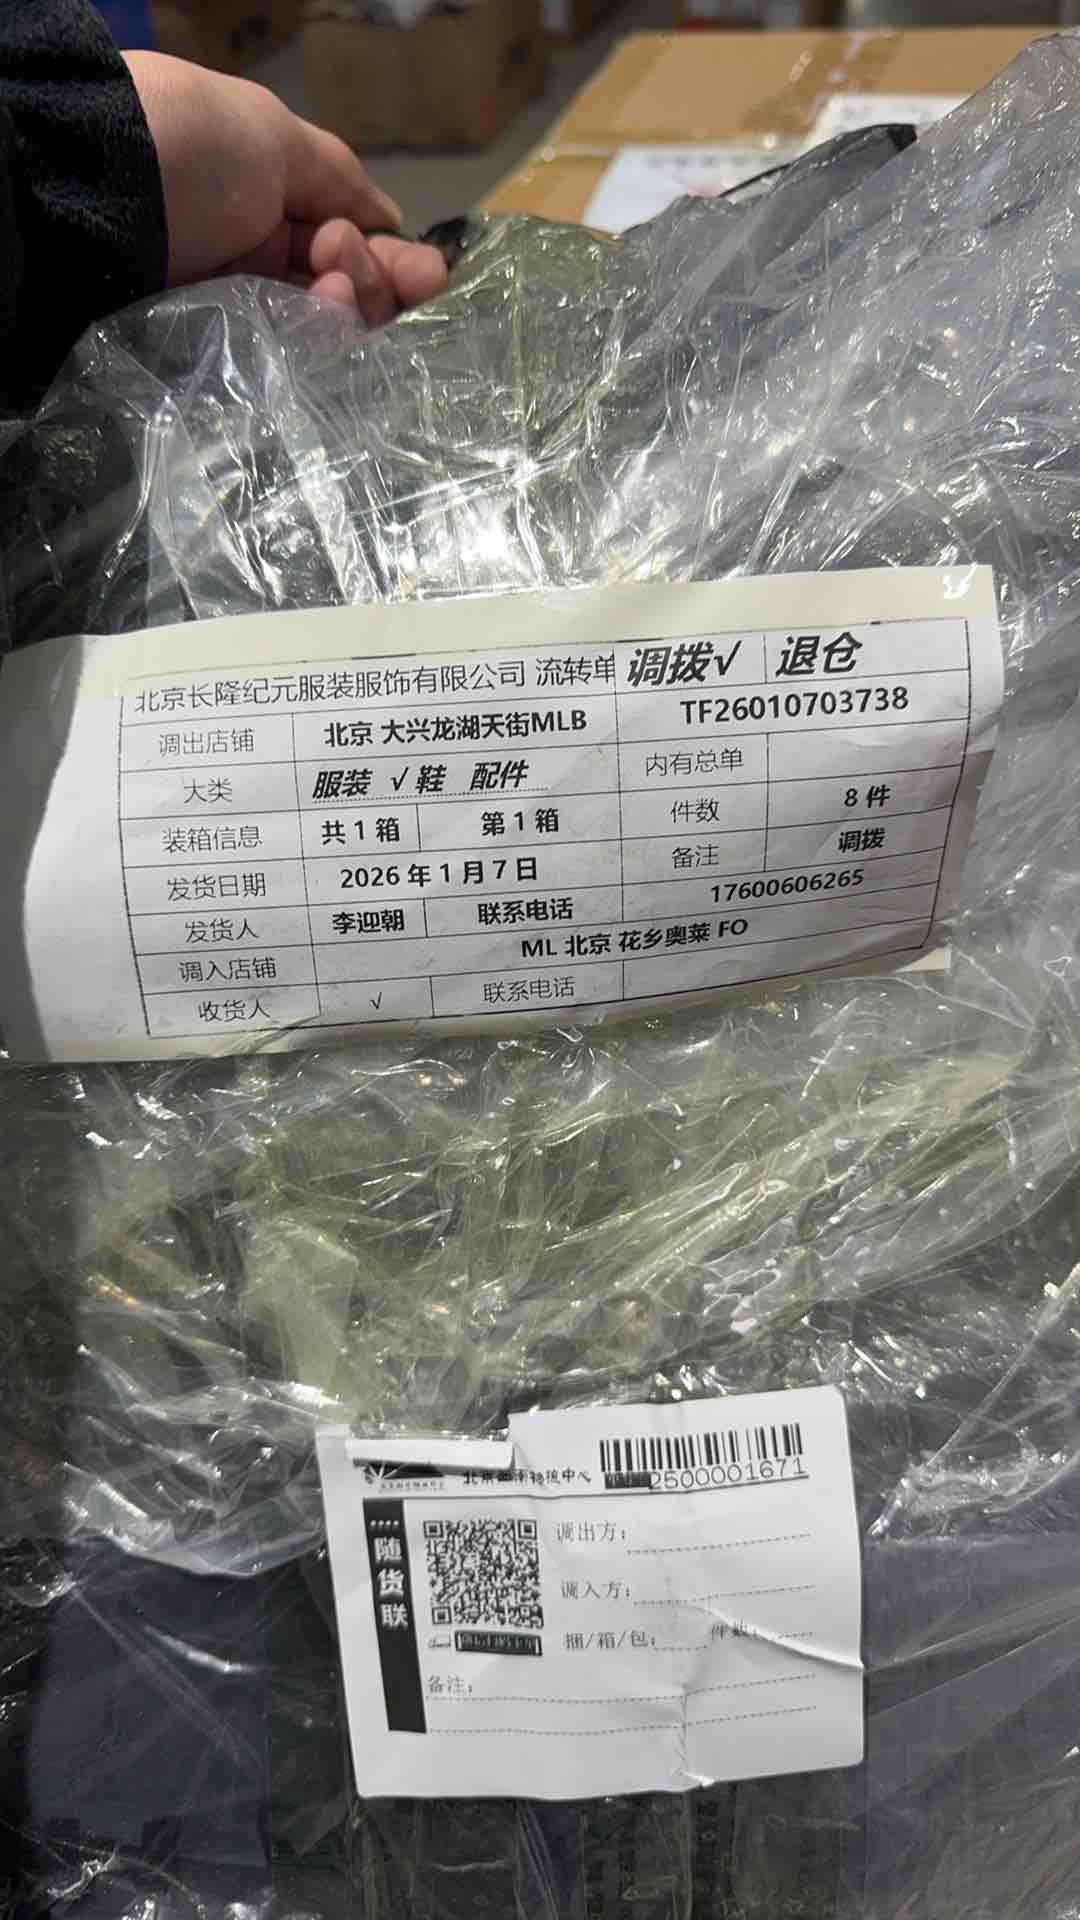 北京长隆纪元服装服饰有限公司 流转单 调拨√ 退仓
调出店铺 北京 大兴龙湖天街MLB TF26010703738
大类 服装 √鞋 配件 内有总单
装箱信息 共1箱 第1箱 件数 8件
发货日期 2026年1月7日 备注 调拨
发货人 李迎朝 联系电话 17600606265
调入店铺 ML 北京 花乡奥莱 FO
收货人 √ 联系电话
2500001671
随货联
调出方：
调入方：
捆/箱/包： 件数：
备注：